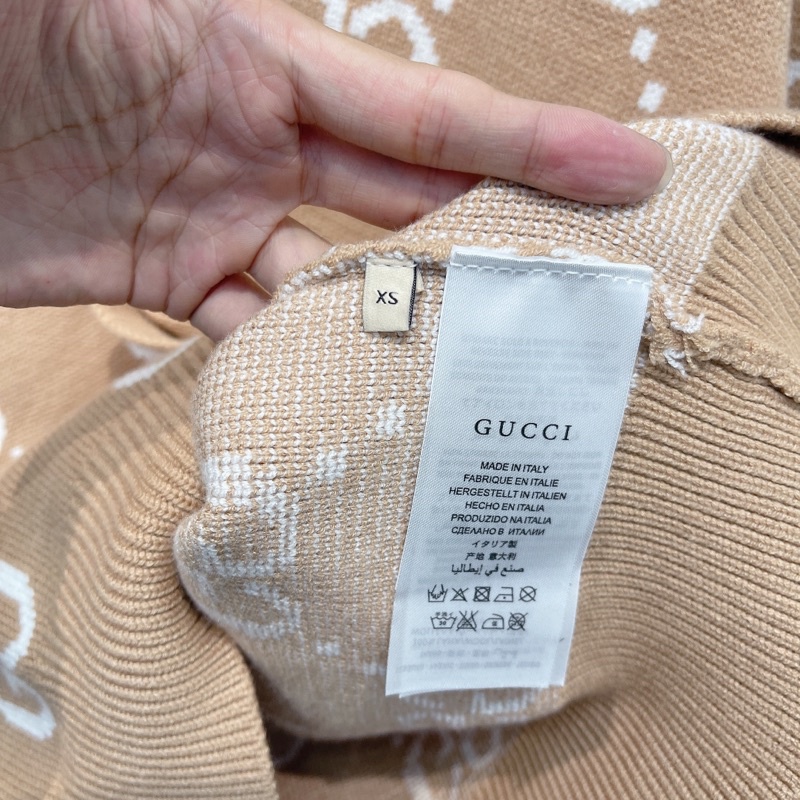 XS
GUCCI
MADE IN ITALY
FABRIQUE EN ITALIE
HERGESTELLT IN ITALIEN
HECHO EN ITALIA
PRODUZIDO NA ITALIA
СДЕЛАНО В ИТАЛИИ
イタリア製
产地 意大利
صنع في إيطاليا